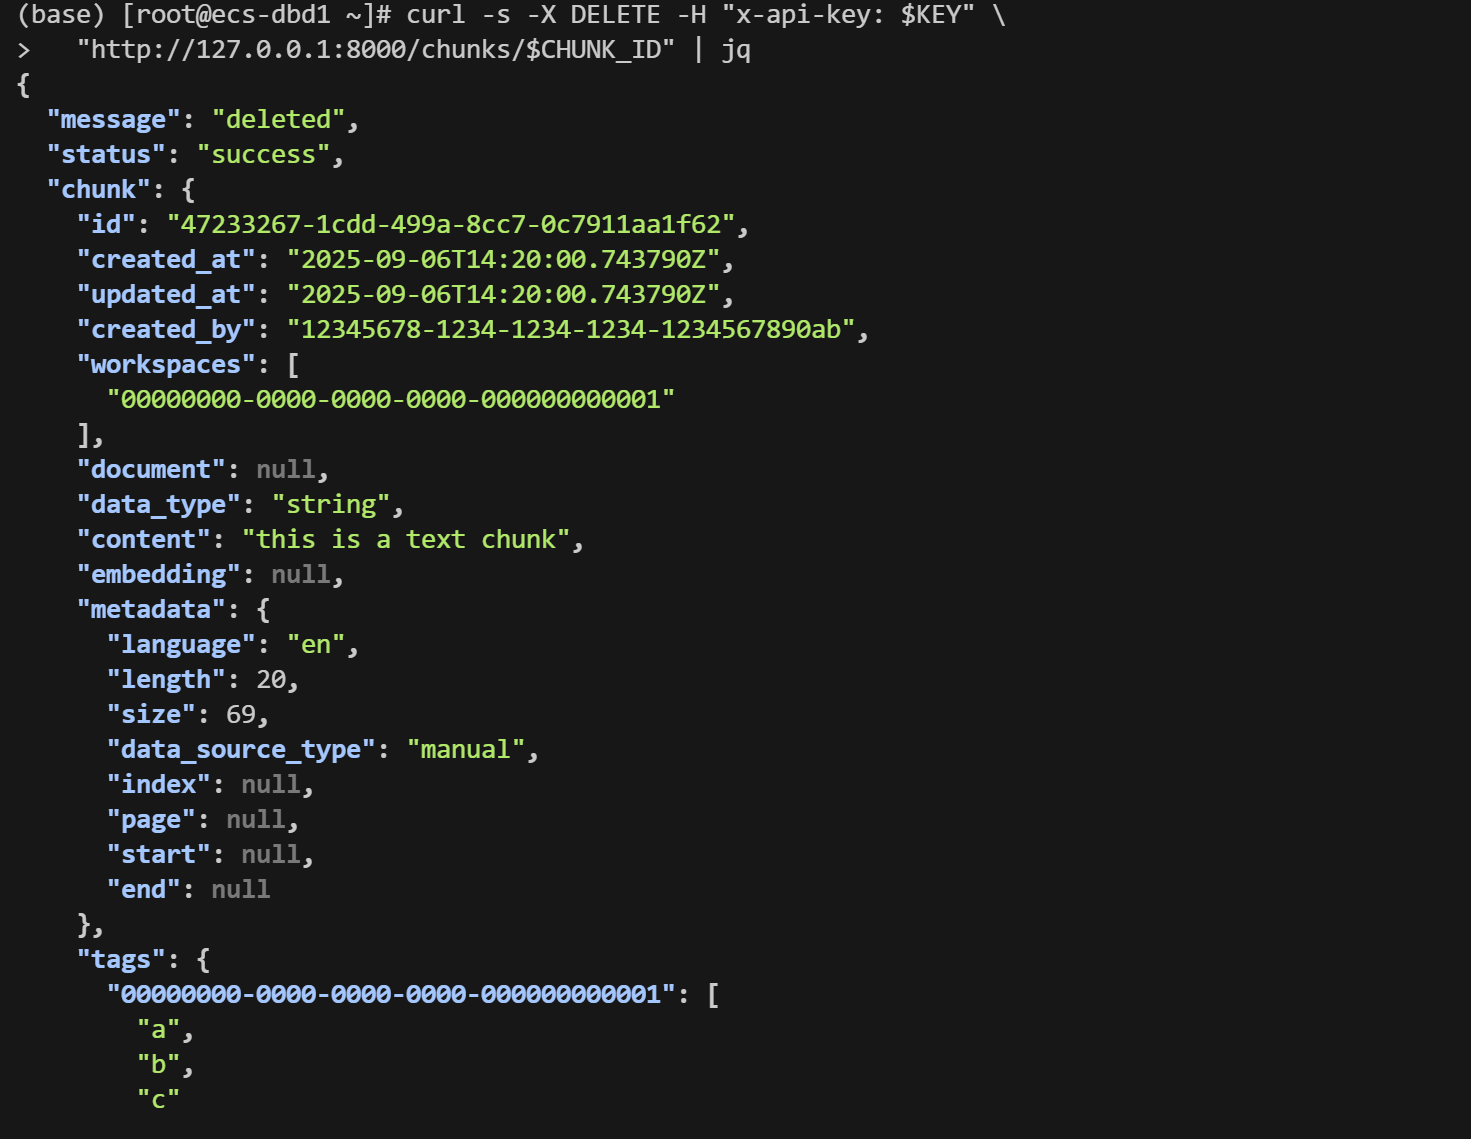 (base) [root@ecs-dbd1 ~]# curl -s -X DELETE -H "x-api-key: $KEY" \
>   "http://127.0.0.1:8000/chunks/$CHUNK_ID" | jq
{
  "message": "deleted",
  "status": "success",
  "chunk": {
    "id": "47233267-1cdd-499a-8cc7-0c7911aa1f62",
    "created_at": "2025-09-06T14:20:00.743790Z",
    "updated_at": "2025-09-06T14:20:00.743790Z",
    "created_by": "12345678-1234-1234-1234-1234567890ab",
    "workspaces": [
      "00000000-0000-0000-0000-000000000001"
    ],
    "document": null,
    "data_type": "string",
    "content": "this is a text chunk",
    "embedding": null,
    "metadata": {
      "language": "en",
      "length": 20,
      "size": 69,
      "data_source_type": "manual",
      "index": null,
      "page": null,
      "start": null,
      "end": null
    },
    "tags": {
      "00000000-0000-0000-0000-000000000001": [
        "a",
        "b",
        "c"